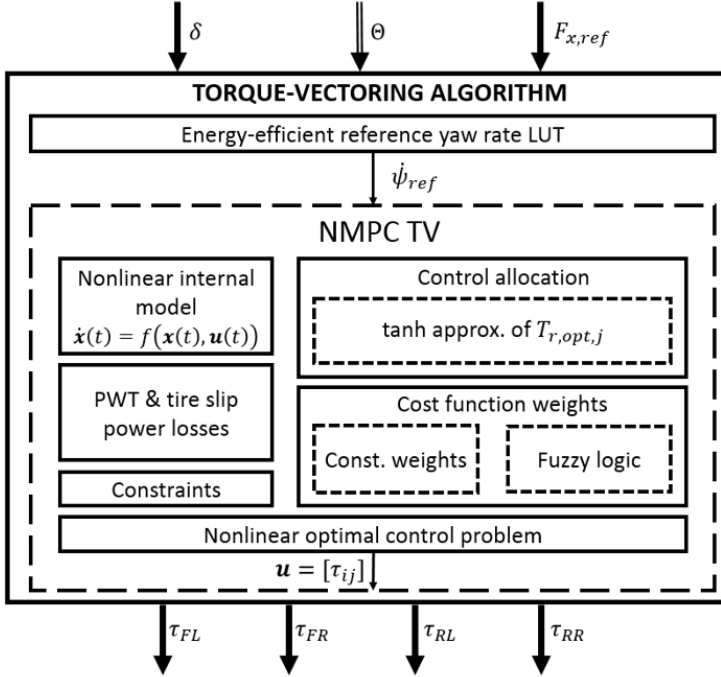 δ Θ F_{x,ref}
TORQUE-VECTORING ALGORITHM
Energy-efficient reference yaw rate LUT
ψ̇_{ref}
NMPC TV
Nonlinear internal
model
ẋ(t) = f(x(t), u(t))
PWT & tire slip
power losses
Constraints
Control allocation
tanh approx. of T_{r,opt,j}
Cost function weights
Const. weights
Fuzzy logic
Nonlinear optimal control problem
u = [τ_{ij}]
τ_{FL} τ_{FR} τ_{RL} τ_{RR}